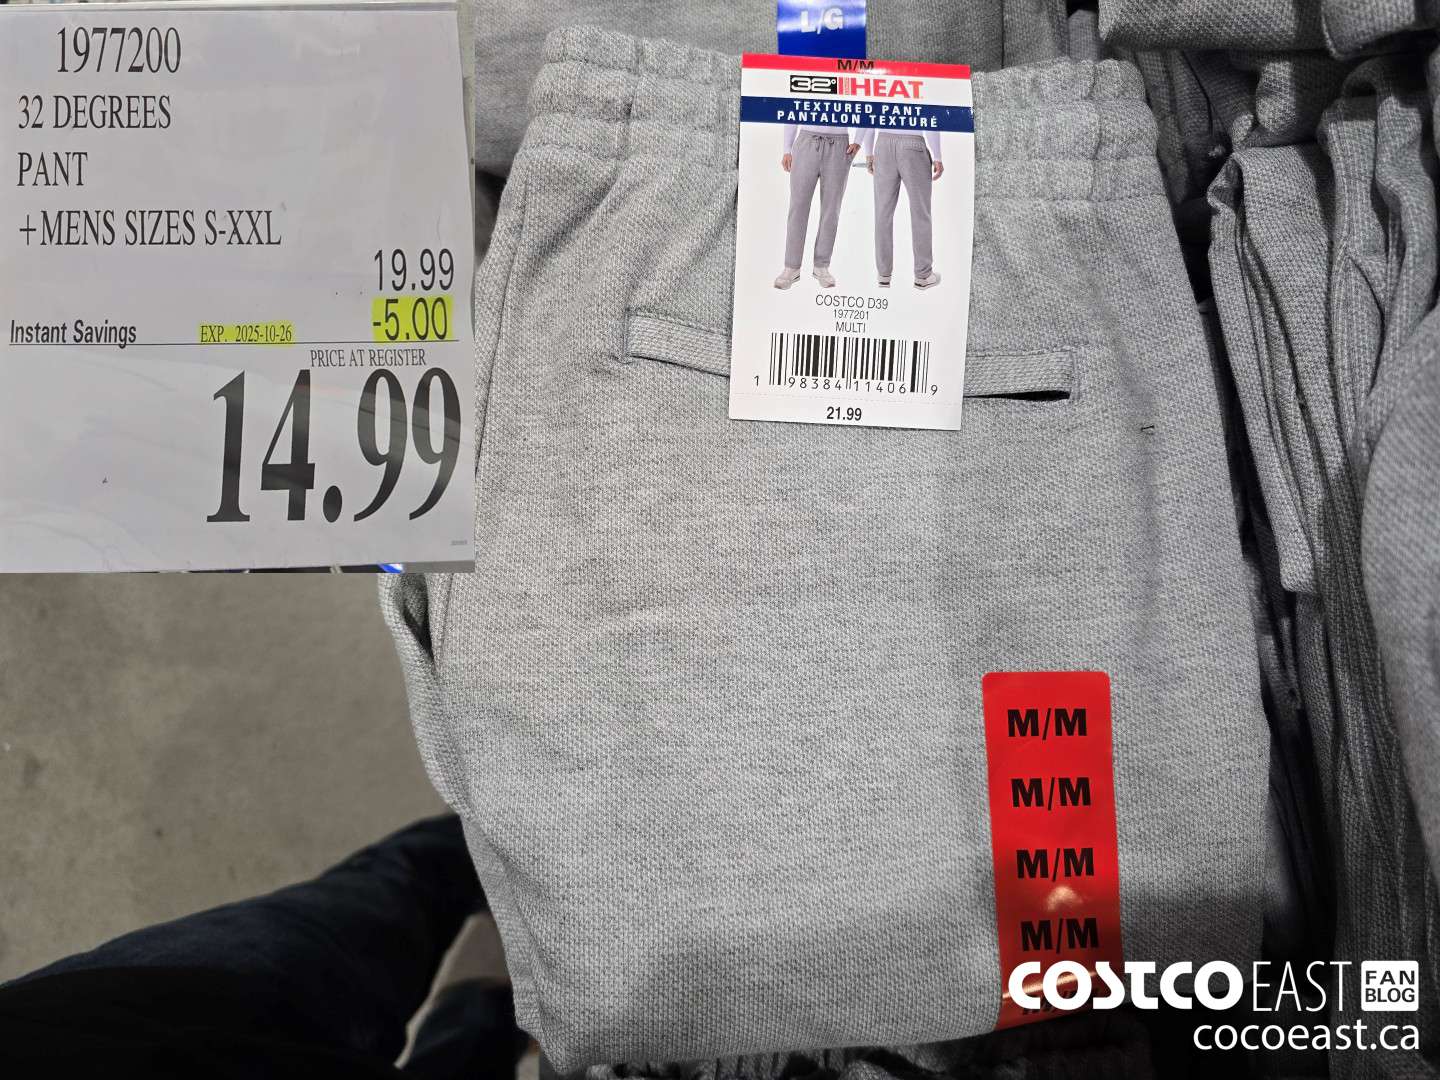 1977200
32 DEGREES
PANT
+MENS SIZES S-XXL
19.99
-5.00
Instant Savings
EXP. 2025-10-26
PRICE AT REGISTER
14.99
L/G
M/M
32° HEAT
TEXTURED PANT
PANTALON TEXTURÉ
COSTCO D39
1977201
MULTI
1 98384 11406 9
21.99
M/M
M/M
M/M
M/M
COSTCO EAST FAN BLOG
cocoeast.ca